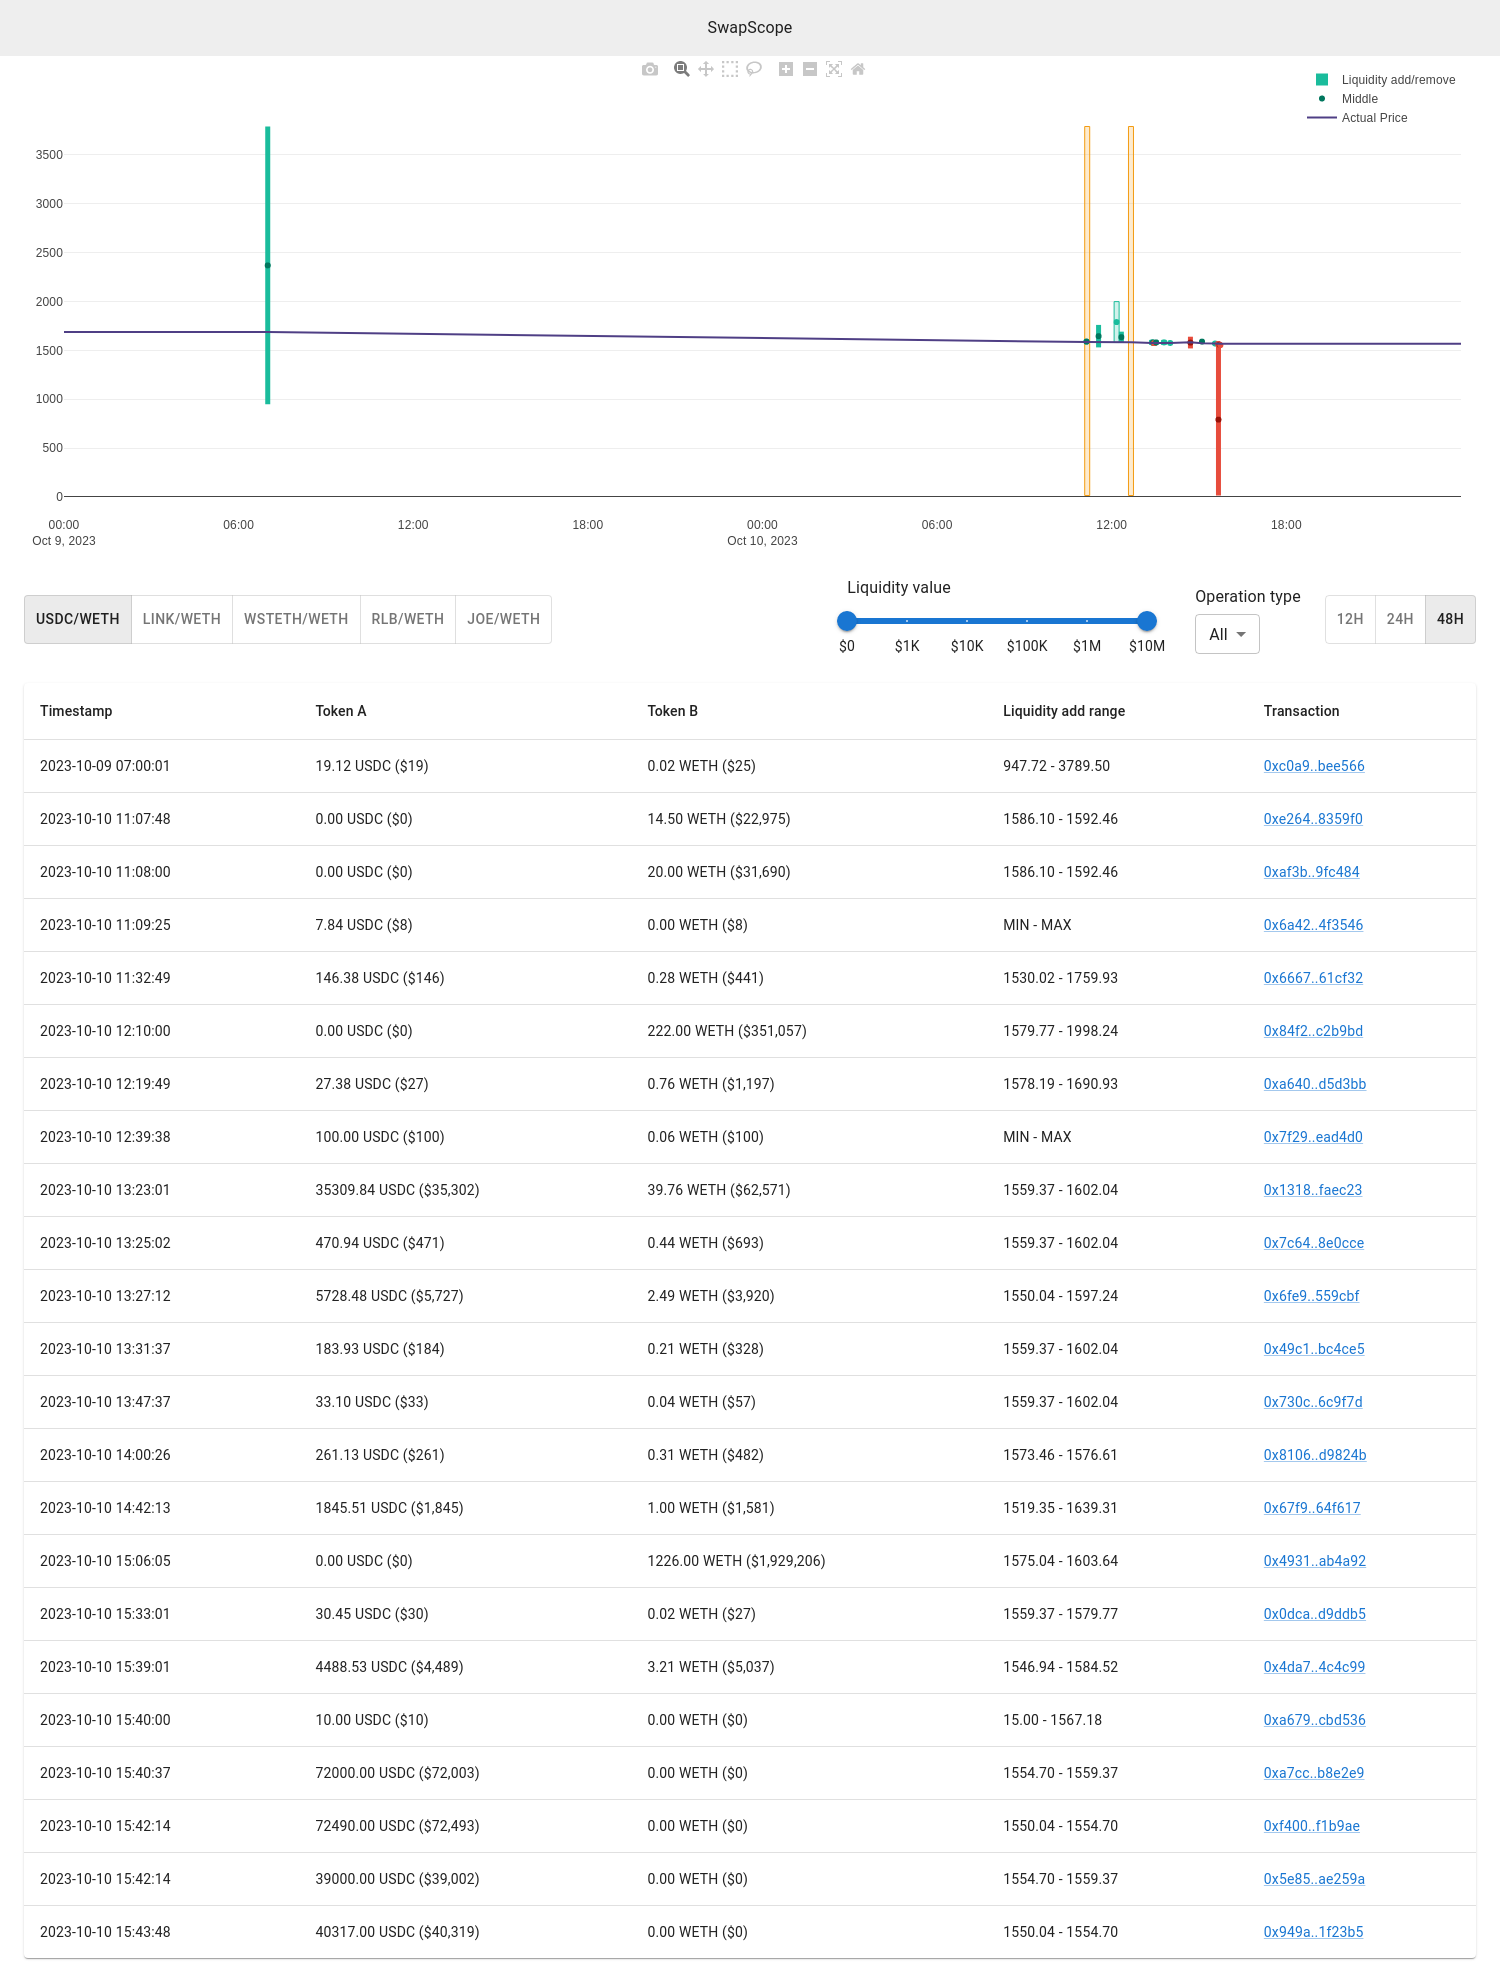 SwapScope
Liquidity add/remove
Middle
Actual Price
3500
3000
2500
2000
1500
1000
500
0
00:00 06:00 12:00 18:00 00:00 06:00 12:00 18:00
Oct 9, 2023 Oct 10, 2023
Liquidity value
Operation type
USDC/WETH LINK/WETH WSTETH/WETH RLB/WETH JOE/WETH
12H 24H 48H
All
$0 $1K $10K $100K $1M $10M
Timestamp Token A Token B Liquidity add range Transaction
2023-10-09 07:00:01 19.12 USDC ($19) 0.02 WETH ($25) 947.72 - 3789.50 0xc0a9..bee566
2023-10-10 11:07:48 0.00 USDC ($0) 14.50 WETH ($22,975) 1586.10 - 1592.46 0xe264..8359f0
2023-10-10 11:08:00 0.00 USDC ($0) 20.00 WETH ($31,690) 1586.10 - 1592.46 0xaf3b..9fc484
2023-10-10 11:09:25 7.84 USDC ($8) 0.00 WETH ($8) MIN - MAX 0x6a42..4f3546
2023-10-10 11:32:49 146.38 USDC ($146) 0.28 WETH ($441) 1530.02 - 1759.93 0x6667..61cf32
2023-10-10 12:10:00 0.00 USDC ($0) 222.00 WETH ($351,057) 1579.77 - 1998.24 0x84f2..c2b9bd
2023-10-10 12:19:49 27.38 USDC ($27) 0.76 WETH ($1,197) 1578.19 - 1690.93 0xa640..d5d3bb
2023-10-10 12:39:38 100.00 USDC ($100) 0.06 WETH ($100) MIN - MAX 0x7f29..ead4d0
2023-10-10 13:23:01 35309.84 USDC ($35,302) 39.76 WETH ($62,571) 1559.37 - 1602.04 0x1318..faec23
2023-10-10 13:25:02 470.94 USDC ($471) 0.44 WETH ($693) 1559.37 - 1602.04 0x7c64..8e0cce
2023-10-10 13:27:12 5728.48 USDC ($5,727) 2.49 WETH ($3,920) 1550.04 - 1597.24 0x6fe9..559cbf
2023-10-10 13:31:37 183.93 USDC ($184) 0.21 WETH ($328) 1559.37 - 1602.04 0x49c1..bc4ce5
2023-10-10 13:47:37 33.10 USDC ($33) 0.04 WETH ($57) 1559.37 - 1602.04 0x730c..6c9f7d
2023-10-10 14:00:26 261.13 USDC ($261) 0.31 WETH ($482) 1573.46 - 1576.61 0x8106..d9824b
2023-10-10 14:42:13 1845.51 USDC ($1,845) 1.00 WETH ($1,581) 1519.35 - 1639.31 0x67f9..64f617
2023-10-10 15:06:05 0.00 USDC ($0) 1226.00 WETH ($1,929,206) 1575.04 - 1603.64 0x4931..ab4a92
2023-10-10 15:33:01 30.45 USDC ($30) 0.02 WETH ($27) 1559.37 - 1579.77 0x0dca..d9ddb5
2023-10-10 15:39:01 4488.53 USDC ($4,489) 3.21 WETH ($5,037) 1546.94 - 1584.52 0x4da7..4c4c99
2023-10-10 15:40:00 10.00 USDC ($10) 0.00 WETH ($0) 15.00 - 1567.18 0xa679..cbd536
2023-10-10 15:40:37 72000.00 USDC ($72,003) 0.00 WETH ($0) 1554.70 - 1559.37 0xa7cc..b8e2e9
2023-10-10 15:42:14 72490.00 USDC ($72,493) 0.00 WETH ($0) 1550.04 - 1554.70 0xf400..f1b9ae
2023-10-10 15:42:14 39000.00 USDC ($39,002) 0.00 WETH ($0) 1554.70 - 1559.37 0x5e85..ae259a
2023-10-10 15:43:48 40317.00 USDC ($40,319) 0.00 WETH ($0) 1550.04 - 1554.70 0x949a..1f23b5